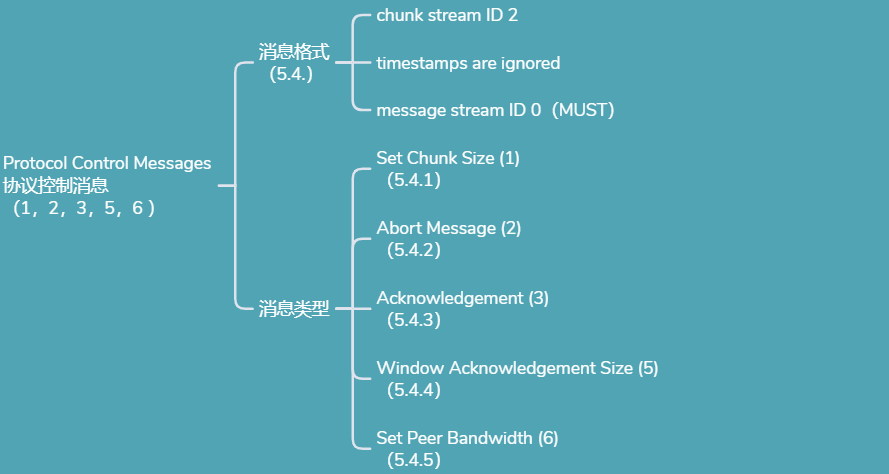 Protocol Control Messages
协议控制消息
（1，2，3，5，6 ）
消息格式
（5.4.）
chunk stream ID 2
timestamps are ignored
message stream ID 0（MUST）
消息类型
Set Chunk Size (1)
（5.4.1）
Abort Message (2)
（5.4.2）
Acknowledgement (3)
（5.4.3）
Window Acknowledgement Size (5)
（5.4.4）
Set Peer Bandwidth (6)
（5.4.5）